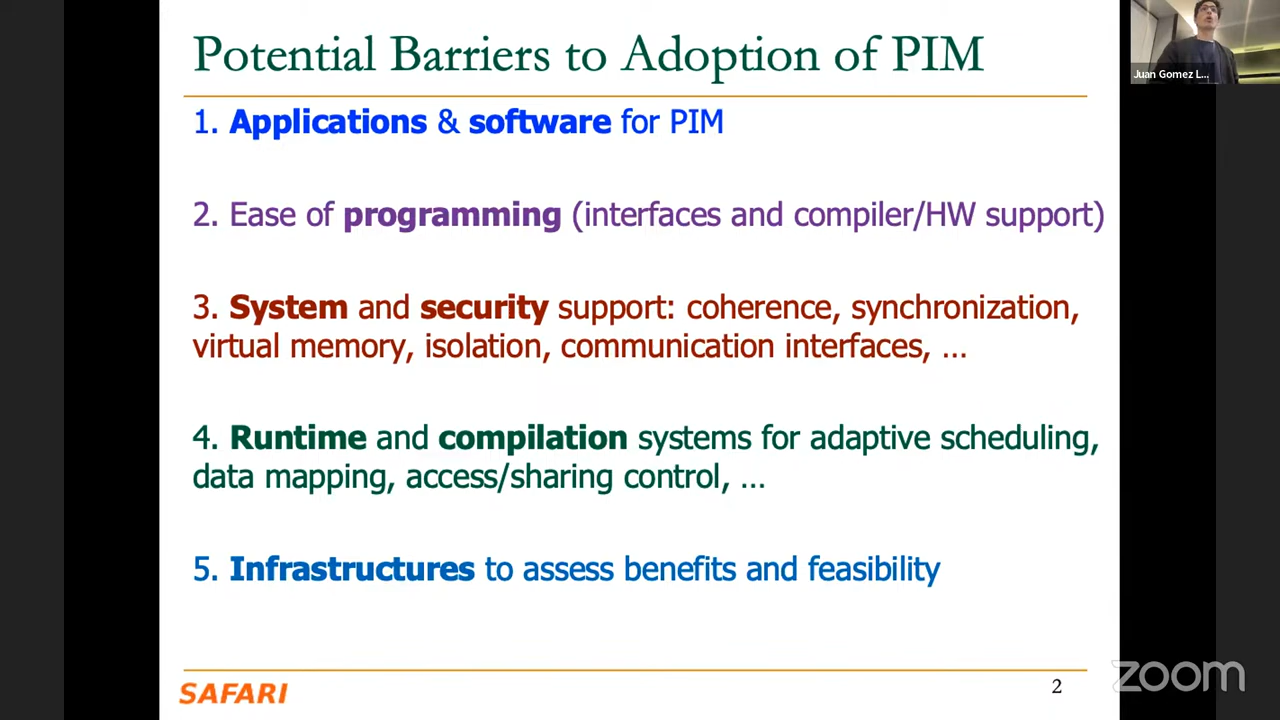 Potential Barriers to Adoption of PIM
Juan Gomez L...
1. Applications & software for PIM
2. Ease of programming (interfaces and compiler/HW support)
3. System and security support: coherence, synchronization,
virtual memory, isolation, communication interfaces, ...
4. Runtime and compilation systems for adaptive scheduling,
data mapping, access/sharing control, ...
5. Infrastructures to assess benefits and feasibility
SAFARI
2
zoom